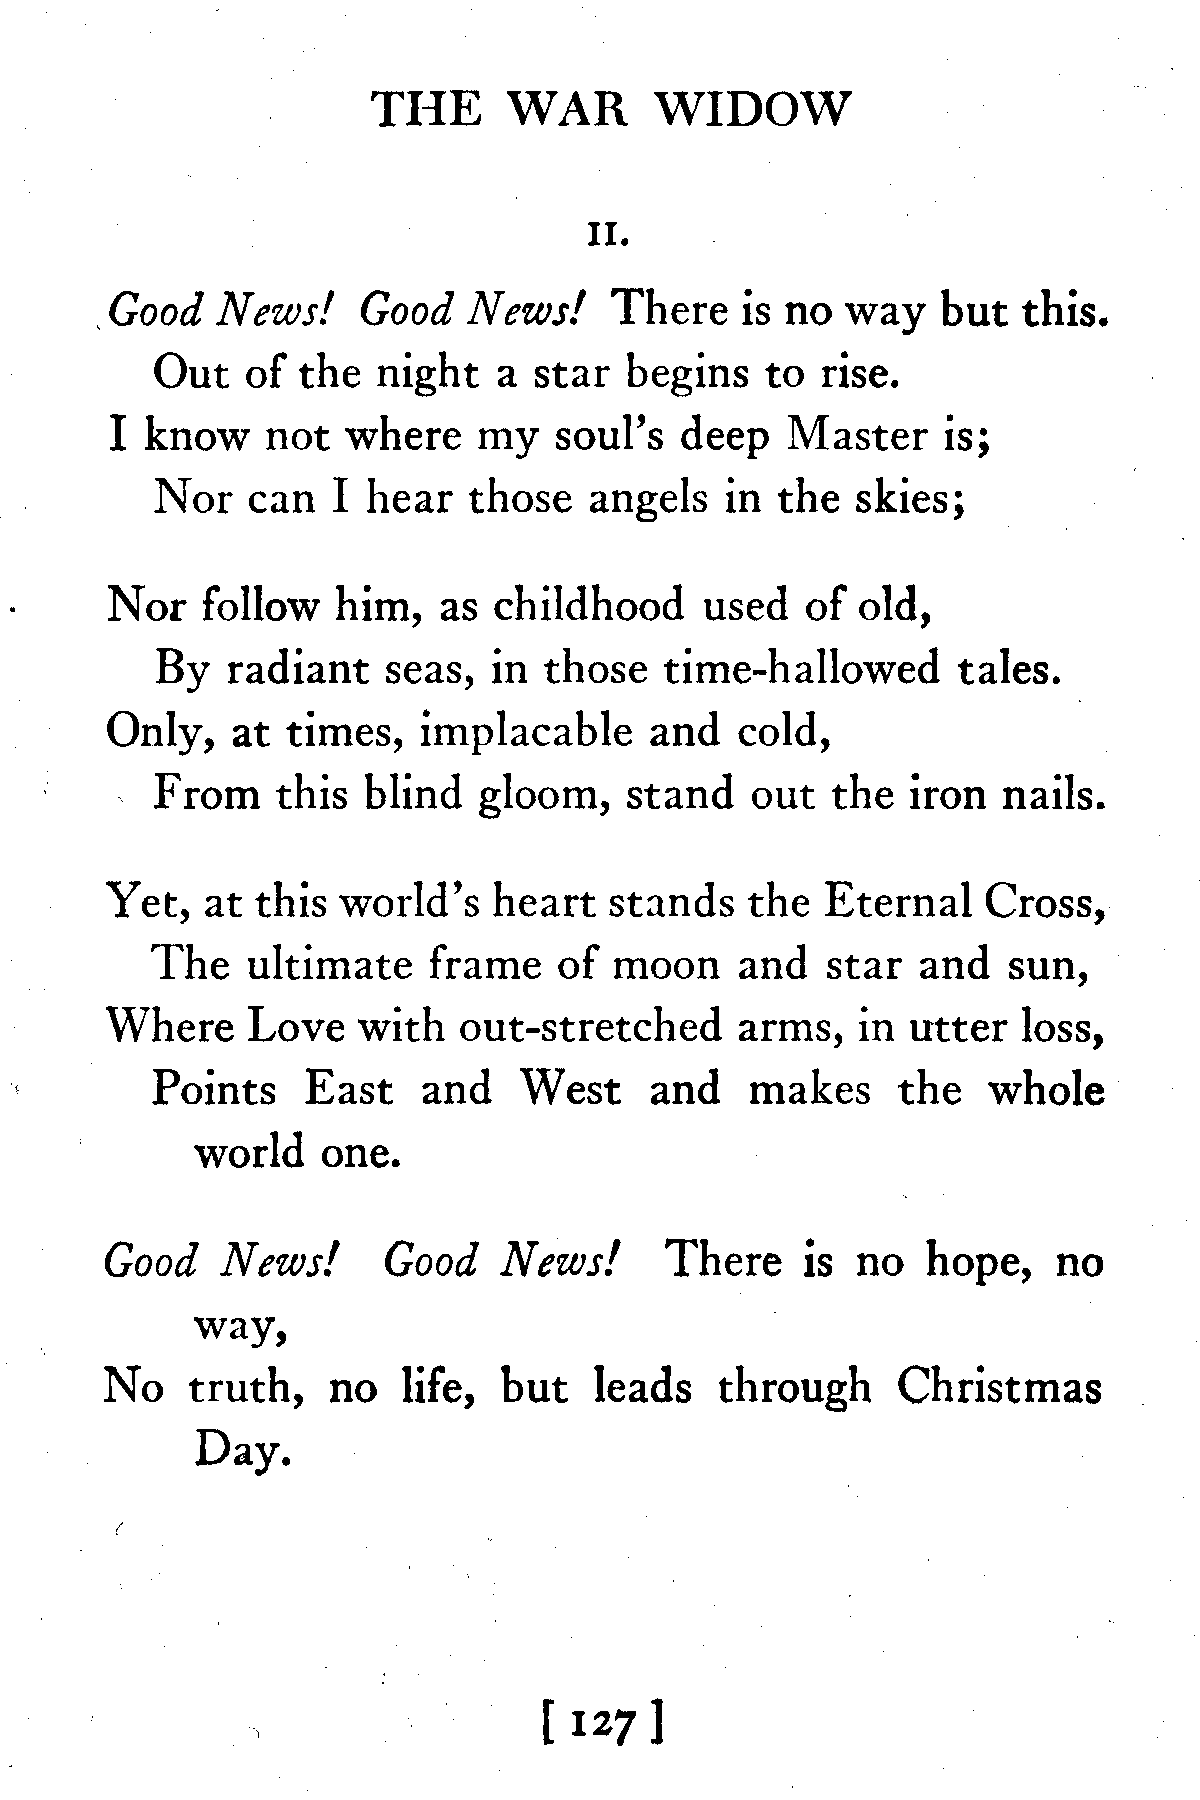 THE WAR WIDOW
II.
Good News! Good News! There is no way but this.
Out of the night a star begins to rise.
I know not where my soul's deep Master is;
Nor can I hear those angels in the skies;
Nor follow him, as childhood used of old,
By radiant seas, in those time-hallowed tales.
Only, at times, implacable and cold,
From this blind gloom, stand out the iron nails.
Yet, at this world's heart stands the Eternal Cross,
The ultimate frame of moon and star and sun,
Where Love with out-stretched arms, in utter loss,
Points East and West and makes the whole
world one.
Good News! Good News! There is no hope, no
way,
No truth, no life, but leads through Christmas
Day.
[ 127 ]